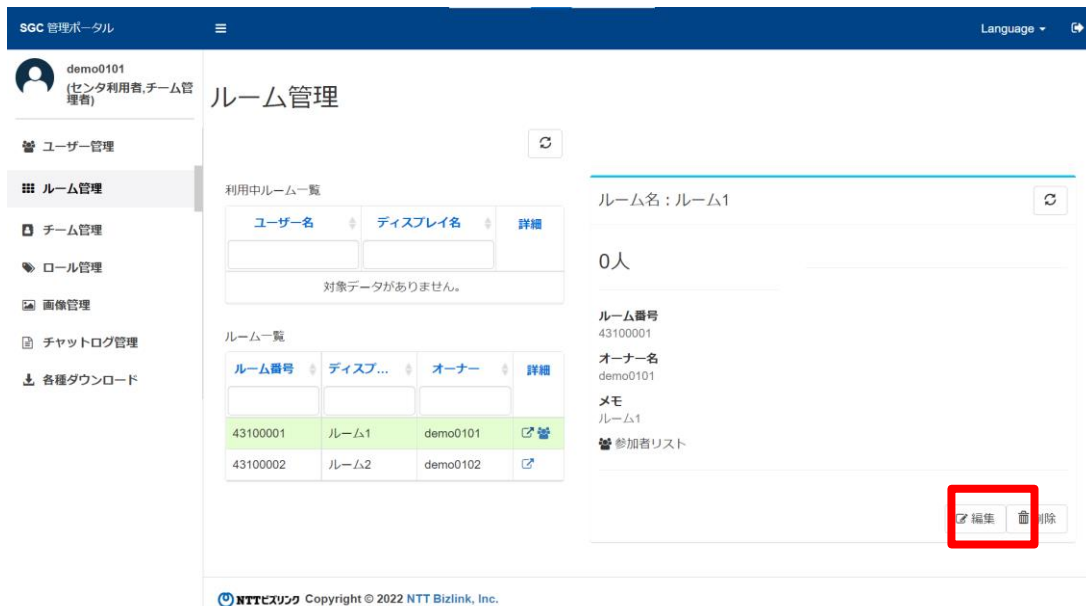 SGC 管理ポータル
Language
demo0101
(センタ利用者,チーム管
理者)
ユーザー管理
ルーム管理
チーム管理
ロール管理
画像管理
チャットログ管理
各種ダウンロード
ルーム管理
利用中ルーム一覧
ユーザー名 ディスプレイ名 詳細
対象データがありません。
ルーム一覧
ルーム番号 ディスプ... オーナー 詳細
43100001 ルーム1 demo0101
43100002 ルーム2 demo0102
ルーム名：ルーム1
0人
ルーム番号
43100001
オーナー名
demo0101
メモ
ルーム1
参加者リスト
編集 削除
NTTビズリンク Copyright © 2022 NTT Bizlink, Inc.